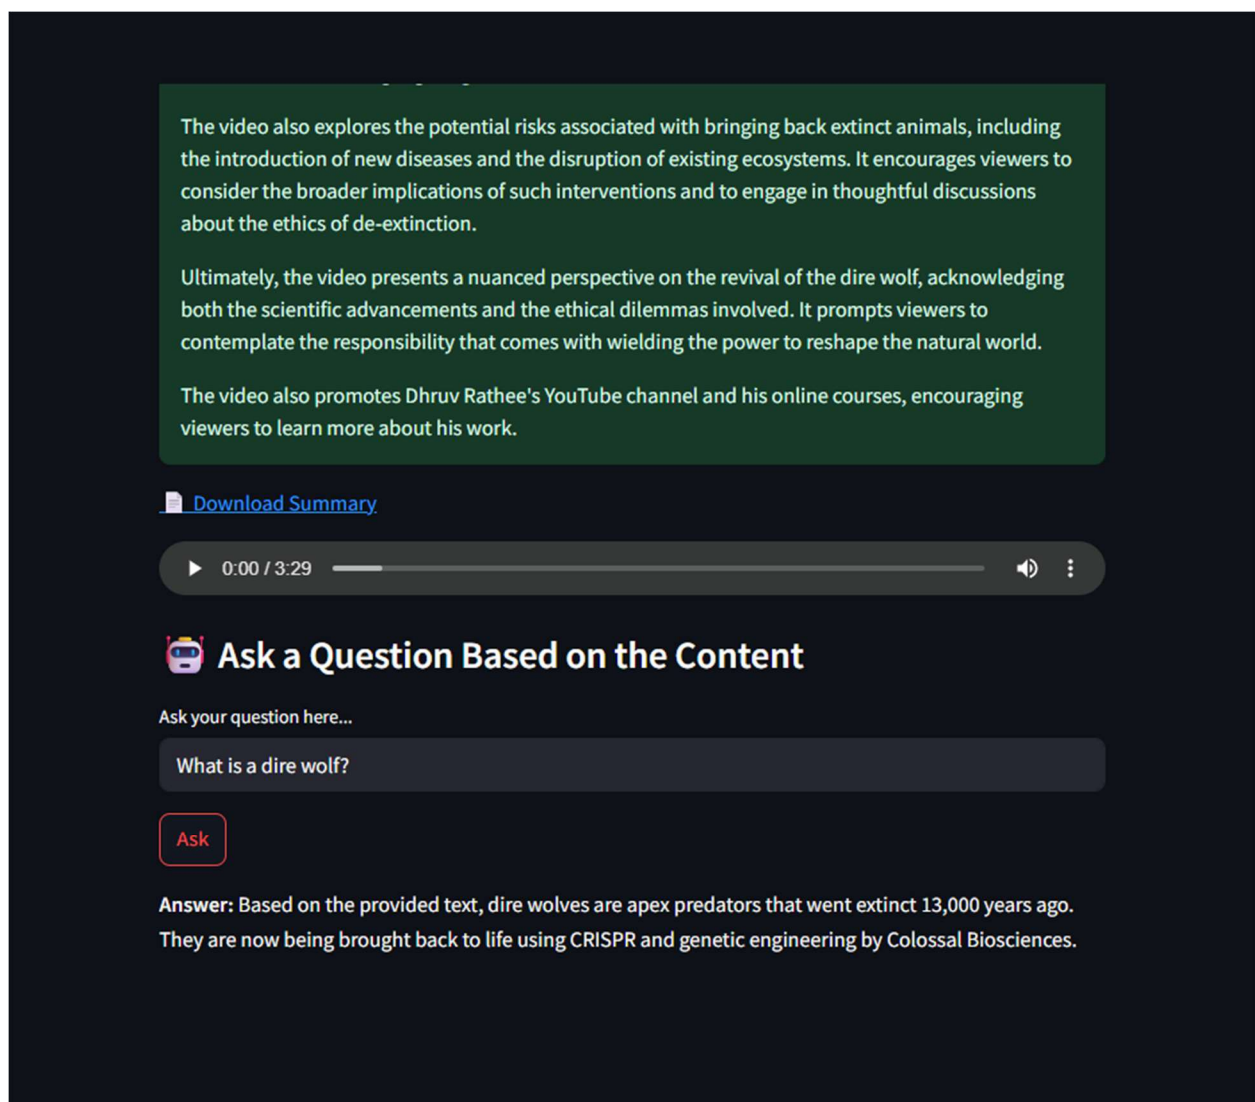 The video also explores the potential risks associated with bringing back extinct animals, including
the introduction of new diseases and the disruption of existing ecosystems. It encourages viewers to
consider the broader implications of such interventions and to engage in thoughtful discussions
about the ethics of de-extinction.
Ultimately, the video presents a nuanced perspective on the revival of the dire wolf, acknowledging
both the scientific advancements and the ethical dilemmas involved. It prompts viewers to
contemplate the responsibility that comes with wielding the power to reshape the natural world.
The video also promotes Dhruv Rathee's YouTube channel and his online courses, encouraging
viewers to learn more about his work.
Download Summary
0:00 / 3:29
Ask a Question Based on the Content
Ask your question here...
What is a dire wolf?
Ask
Answer: Based on the provided text, dire wolves are apex predators that went extinct 13,000 years ago.
They are now being brought back to life using CRISPR and genetic engineering by Colossal Biosciences.